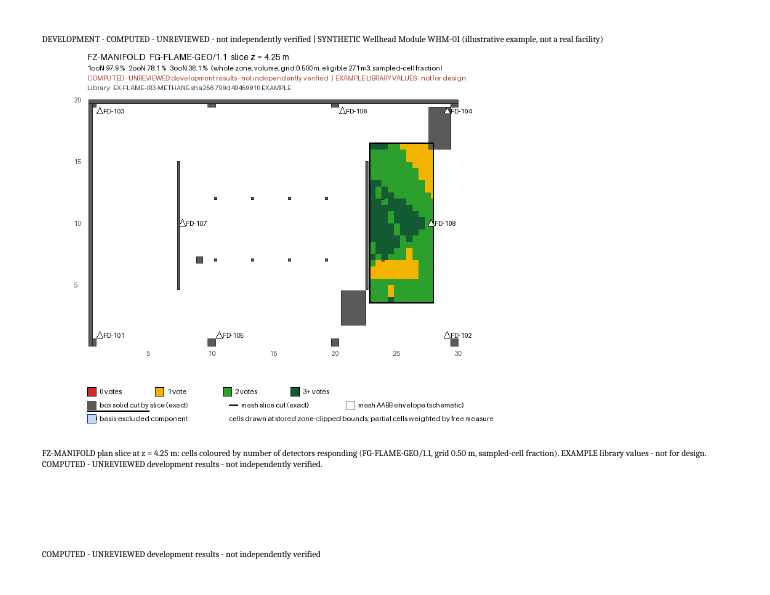 DEVELOPMENT - COMPUTED - UNREVIEWED - not independently verified | SYNTHETIC Wellhead Module WHM-01 (illustrative example, not a real facility)
FZ-MANIFOLD FG-FLAME-GEO/1.1 slice z = 4.25 m
1ooN 97.9% 2ooN 78.1% 3ooN 38.1% (whole zone, volume, grid 0.500m, eligible 271m3, sampled-cell fraction)
COMPUTED - UNREVIEWED development results - not independently verified | EXAMPLE LIBRARY VALUES - not for design
Library: EX-FLAME-IR3-METHANE sha256 799d49459910 EXAMPLE
20
FD-103 FD-106 FD-104
15
10 FD-107 FD-108
5
FD-101 FD-105 FD-102
5 10 15 20 25 30
0 votes 1 vote 2 votes 3+ votes
box solid cut by slice (exact) mesh slice cut (exact) mesh AABB envelope (schematic)
basis-excluded component cells drawn at stored zone-clipped bounds; partial cells weighted by free measure
FZ-MANIFOLD plan slice at z = 4.25 m: cells coloured by number of detectors responding (FG-FLAME-GEO/1.1, grid 0.50 m, sampled-cell fraction). EXAMPLE library values - not for design.
COMPUTED - UNREVIEWED development results - not independently verified.
COMPUTED - UNREVIEWED development results - not independently verified